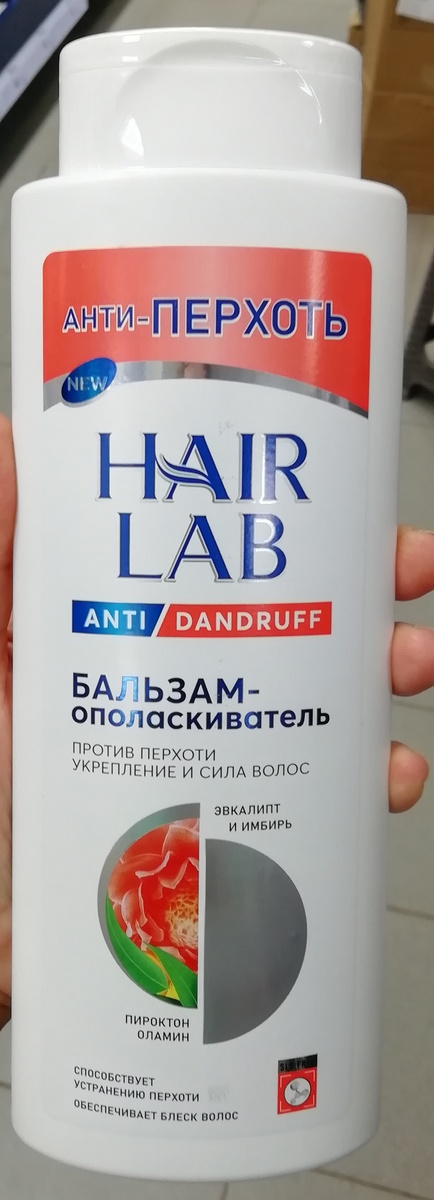 АНТИ-ПЕРХОТЬ
NEW
HAIR
LAB
ANTI/DANDRUFF
БАЛЬЗАМ-
ополаскиватель
ПРОТИВ ПЕРХОТИ
УКРЕПЛЕНИЕ И СИЛА ВОЛОС
ЭВКАЛИПТ
И ИМБИРЬ
ПИРОКТОН
ОЛАМИН
СПОСОБСТВУЕТ
УСТРАНЕНИЮ ПЕРХОТИ
ОБЕСПЕЧИВАЕТ БЛЕСК ВОЛОС